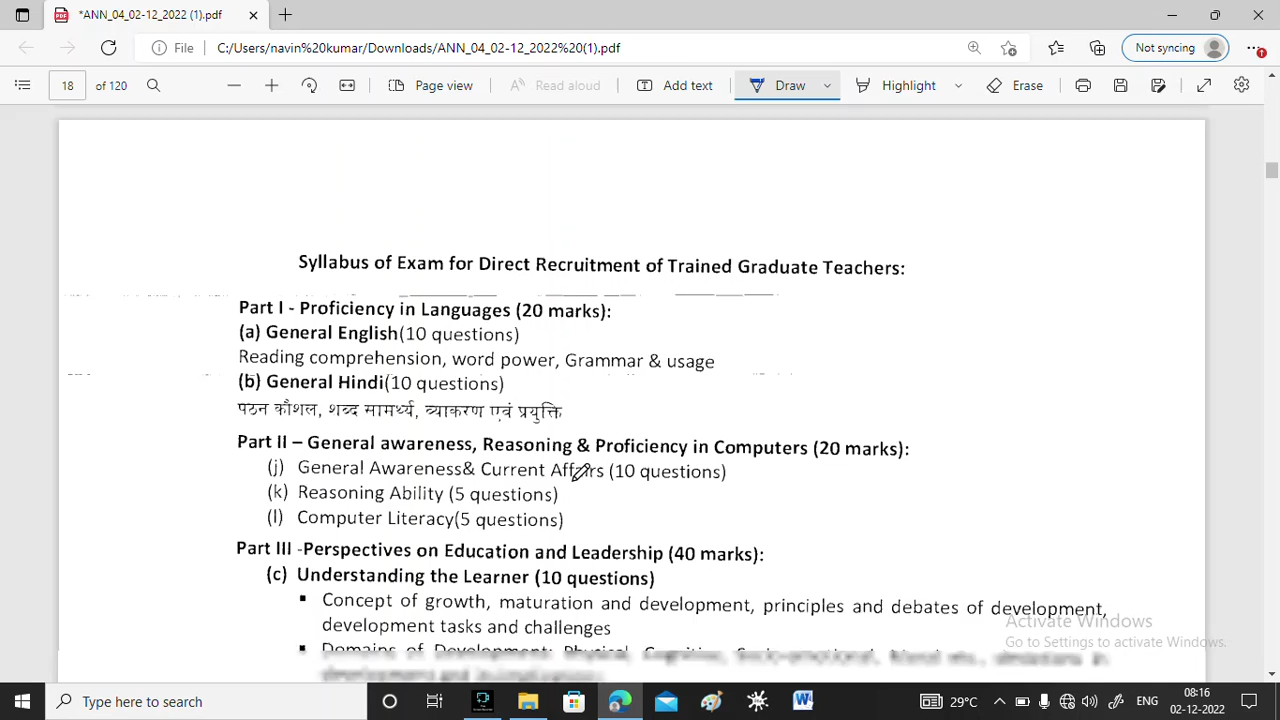 *ANN_04_02-12_2022 (1).pdf
File C:/Users/navin%20kumar/Downloads/ANN_04_02-12_2022%20(1).pdf Not syncing
18 of 120 Page view Read aloud Add text Draw Highlight Erase
Syllabus of Exam for Direct Recruitment of Trained Graduate Teachers:
Part I - Proficiency in Languages (20 marks):
(a) General English(10 questions)
Reading comprehension, word power, Grammar & usage
(b) General Hindi(10 questions)
पठन कौशल, शब्द सामर्थ्य, व्याकरण एवं प्रयुक्ति
Part II – General awareness, Reasoning & Proficiency in Computers (20 marks):
(j) General Awareness& Current Affairs (10 questions)
(k) Reasoning Ability (5 questions)
(l) Computer Literacy(5 questions)
Part III -Perspectives on Education and Leadership (40 marks):
(c) Understanding the Learner (10 questions)
▪ Concept of growth, maturation and development, principles and debates of development,
development tasks and challenges
▪ Domains of Development: Physical, Cognitive,
Activate Windows
Go to Settings to activate Windows.
Type here to search 29°C ENG 08:16
02-12-2022